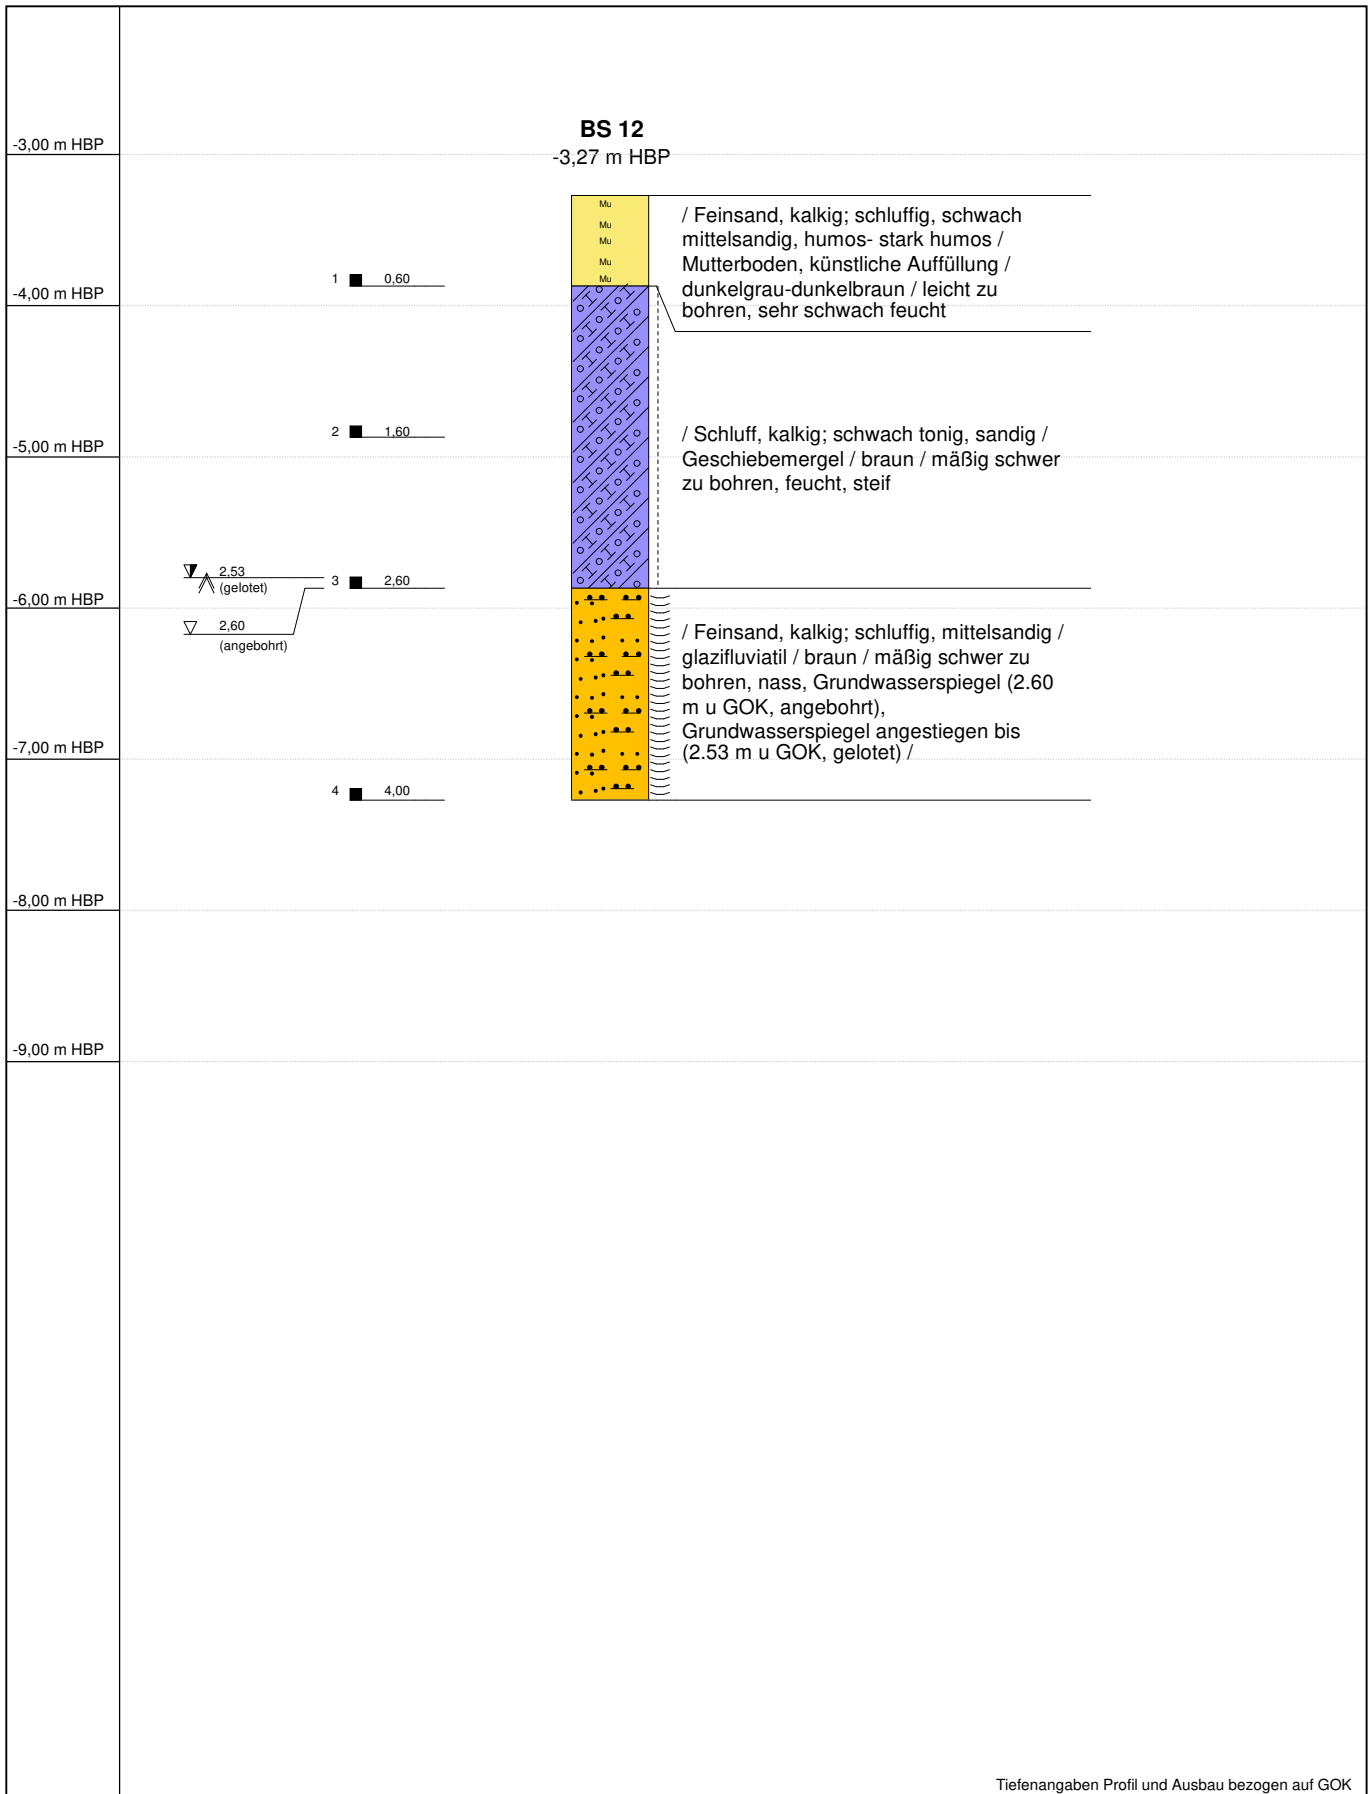 BS 12
-3,27 m HBP
-3,00 m HBP
Mu
Mu
Mu
Mu
Mu
/ Feinsand, kalkig; schluffig, schwach
mittelsandig, humos- stark humos /
Mutterboden, künstliche Auffüllung /
dunkelgrau-dunkelbraun / leicht zu
bohren, sehr schwach feucht
1 0,60
-4,00 m HBP
2 1,60
-5,00 m HBP
/ Schluff, kalkig; schwach tonig, sandig /
Geschiebemergel / braun / mäßig schwer
zu bohren, feucht, steif
2,53
(gelotet)
3 2,60
-6,00 m HBP
2,60
(angebohrt)
/ Feinsand, kalkig; schluffig, mittelsandig /
glazifluviatil / braun / mäßig schwer zu
bohren, nass, Grundwasserspiegel (2.60
m u GOK, angebohrt),
Grundwasserspiegel angestiegen bis
(2.53 m u GOK, gelotet) /
-7,00 m HBP
4 4,00
-8,00 m HBP
-9,00 m HBP
Tiefenangaben Profil und Ausbau bezogen auf GOK